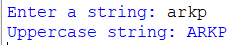 Enter a string: arkp
Uppercase string: ARKP